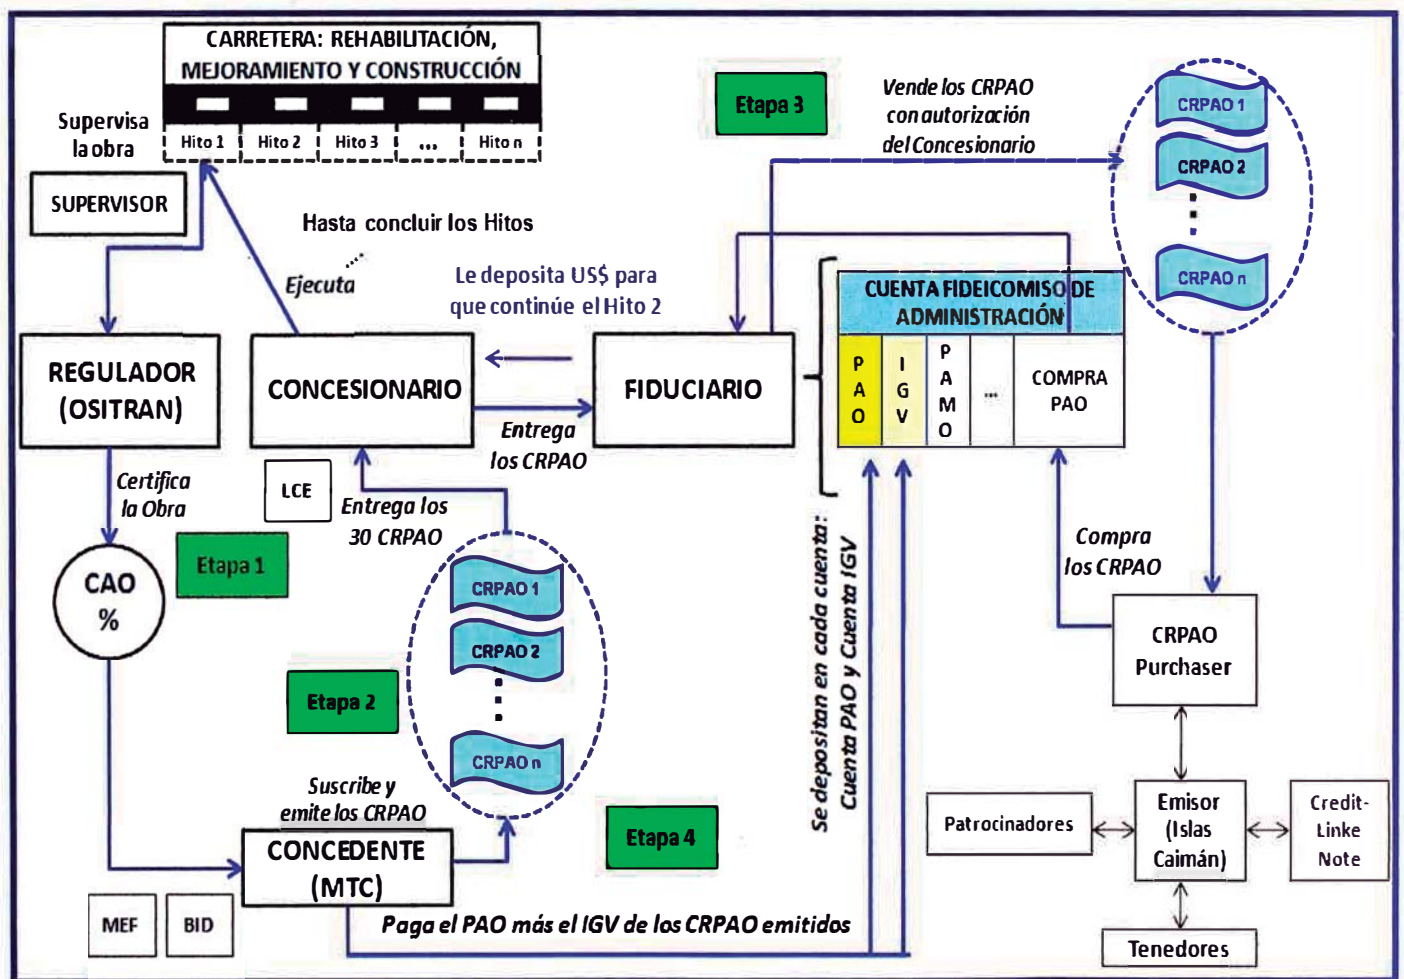 CARRETERA: REHABILITACIÓN,
MEJORAMIENTO Y CONSTRUCCIÓN
Hito 1
Hito 2
Hito 3
...
Hito n
Supervisa
la obra
SUPERVISOR
Hasta concluir los Hitos
...
Ejecuta
Le deposita US$ para
que continúe el Hito 2
Etapa 3
Vende los CRPAO
con autorización
del Concesionario
CRPAO 1
CRPAO 2
CRPAO n
REGULADOR
(OSITRAN)
CONCESIONARIO
FIDUCIARIO
CUENTA FIDEICOMISO DE
ADMINISTRACIÓN
PAO
IGV
PAMO
...
COMPRA
PAO
Entrega
los CRPAO
Certifica
la Obra
LCE
Entrega los
30 CRPAO
Etapa 1
CAO
%
CRPAO 1
CRPAO 2
CRPAO n
Etapa 2
Suscribe y
emite los CRPAO
CONCEDENTE
(MTC)
MEF
BID
Etapa 4
Paga el PAO más el IGV de los CRPAO emitidos
Se depositan en cada cuenta:
Cuenta PAO y Cuenta IGV
Compra
los CRPAO
CRPAO
Purchaser
Patrocinadores
Emisor
(Islas
Caimán)
Credit-
Linke
Note
Tenedores